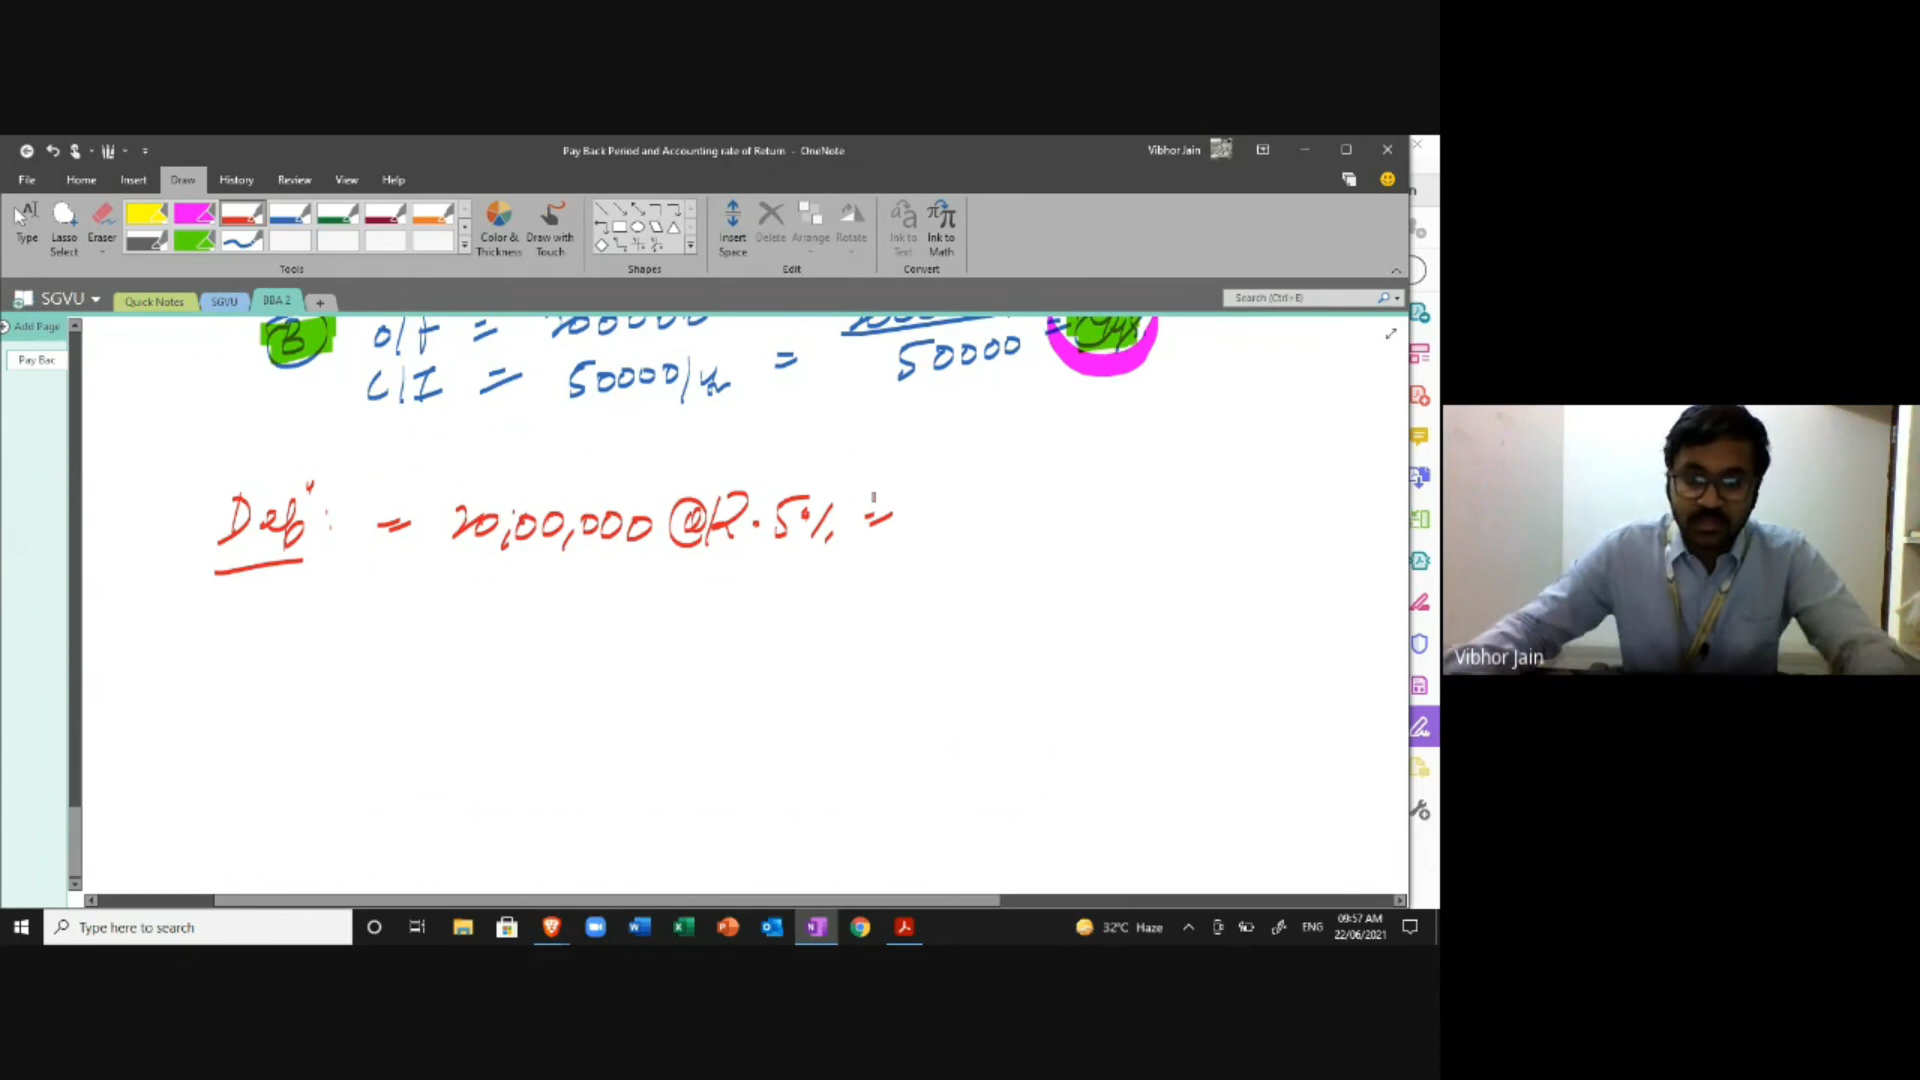 Pay Back Period and Accounting rate of Return - OneNote
Vibhor Jain
File Home Insert Draw History Review View Help
Type
Lasso Select
Eraser
Color & Thickness
Draw with Touch
Insert Space
Delete
Arrange
Rotate
Ink to Text
Ink to Math
Tools
Shapes
Edit
Convert
SGVU
Quick Notes
SGVU
BBA 2
Search (Ctrl+E)
Add Page
Pay Bac
B O/F =
50000 =
C/I = 50000/yr =
Def: = 20,00,000 @ 12.5% =
Vibhor Jain
Type here to search
32°C Haze
ENG
09:57 AM
22/06/2021